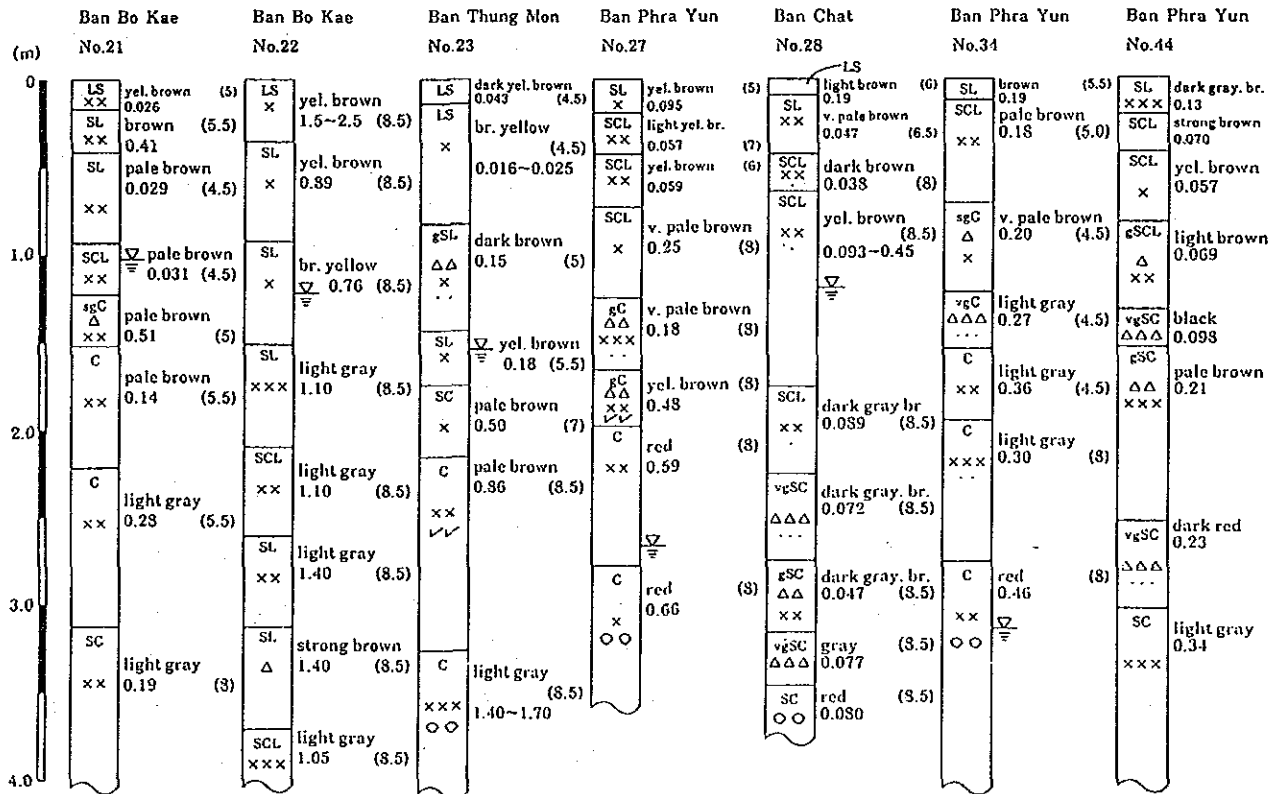 Ban Bo Kae
No.21
LS yel. brown (5)
×× 0.026
SL brown (5.5)
×× 0.41
SL pale brown
0.029 (4.5)
××
SCL pale brown
×× 0.031 (4.5)
sgC
△ pale brown
×× 0.51 (5)
C pale brown
×× 0.14 (5.5)
C light gray
×× 0.28 (5.5)
SC light gray
×× 0.19 (8)
Ban Bo Kae
No.22
LS yel. brown
× 1.5~2.5 (8.5)
SL yel. brown
× 0.89 (8.5)
SL br. yellow
× 0.76 (8.5)
SL light gray
××× 1.10 (8.5)
SCL light gray
×× 1.10 (8.5)
SL light gray
×× 1.40 (8.5)
SL strong brown
△ 1.40 (8.5)
SCL light gray
××× 1.05 (8.5)
Ban Thung Mon
No.23
LS dark yel. brown
0.043 (4.5)
LS br. yellow
× (4.5)
0.016~0.025
gSL dark brown
△△ 0.15 (5)
×
SL yel. brown
× 0.18 (5.5)
SC pale brown
× 0.50 (7)
C pale brown
0.86 (8.5)
××
C light gray
(8.5)
××× 1.40~1.70
Ban Phra Yun
No.27
SL yel. brown (5)
× 0.095
SCL light yel. br.
×× 0.057 (7)
SCL yel. brown (6)
×× 0.059
SCL v. pale brown
× 0.25 (8)
gC v. pale brown
△△ 0.18 (8)
×××
gC yel. brown (8)
△△ 0.48
××
C red (8)
×× 0.59
C red (8)
0.66
×
Ban Chat
No.28
LS
light brown (6)
0.19
SL v. pale brown
×× 0.047 (6.5)
SCL dark brown
×× 0.038 (8)
SCL yel. brown
×× (8.5)
0.093~0.45
SCL dark gray br
×× 0.089 (8.5)
vgSC dark gray. br.
△△△ 0.072 (8.5)
gSC dark gray. br.
△△ 0.047 (8.5)
××
vgSC gray (8.5)
△△△ 0.077
SC red (8.5)
0.080
Ban Phra Yun
No.34
SL brown (5.5)
0.19
SCL pale brown
×× 0.18 (5.0)
sgC v. pale brown
△ 0.20 (4.5)
×
vgC light gray
△△△ 0.27 (4.5)
C light gray
×× 0.36 (4.5)
C light gray
××× 0.30 (8)
C red (8)
0.46
××
Ban Phra Yun
No.44
SL dark gray. br.
××× 0.13
SCL strong brown
0.070
SCL yel. brown
× 0.057
gSCL light brown
△ 0.069
××
vgSC black
△△△ 0.098
gSC pale brown
△△ 0.21
×××
vgSC dark red
0.23
△△△
SC light gray
0.34
×××
(m)
0
1.0
2.0
3.0
4.0